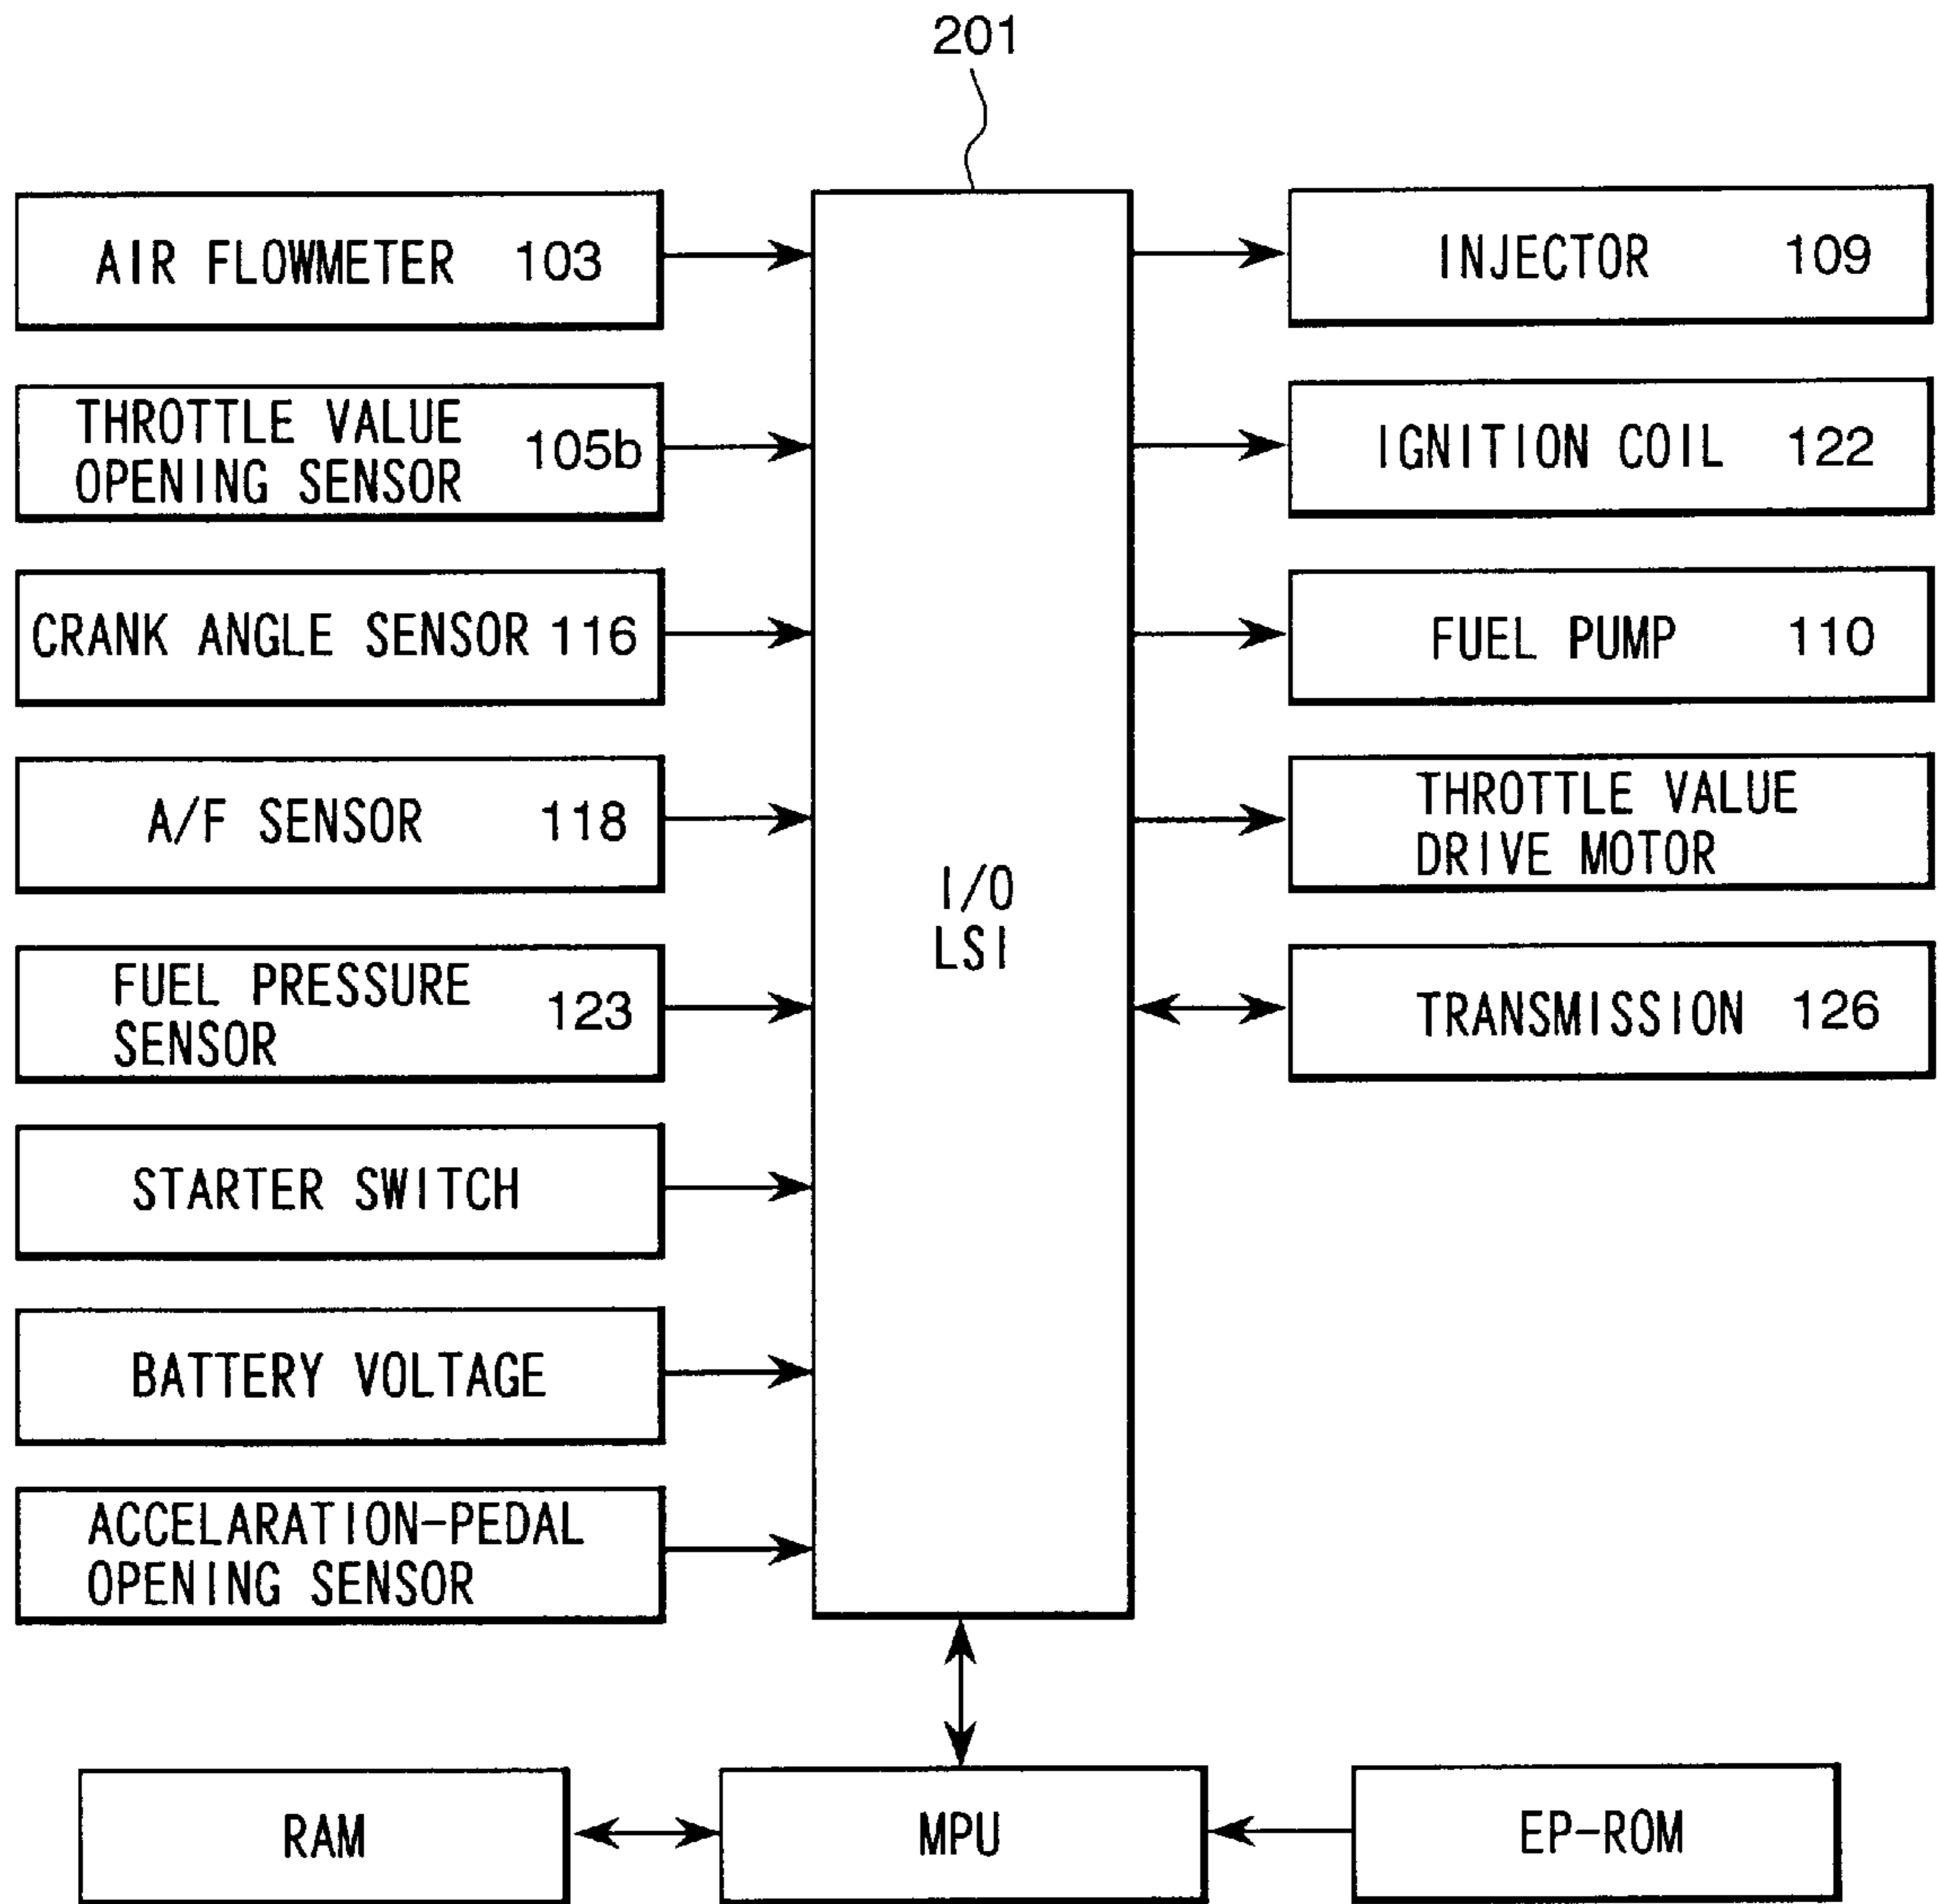 201
AIR FLOWMETER 103
THROTTLE VALUE
OPENING SENSOR 105b
CRANK ANGLE SENSOR 116
A/F SENSOR 118
FUEL PRESSURE
SENSOR 123
STARTER SWITCH
BATTERY VOLTAGE
ACCELARATION-PEDAL
OPENING SENSOR
I/O
LSI
INJECTOR 109
IGNITION COIL 122
FUEL PUMP 110
THROTTLE VALUE
DRIVE MOTOR
TRANSMISSION 126
RAM
MPU
EP-ROM